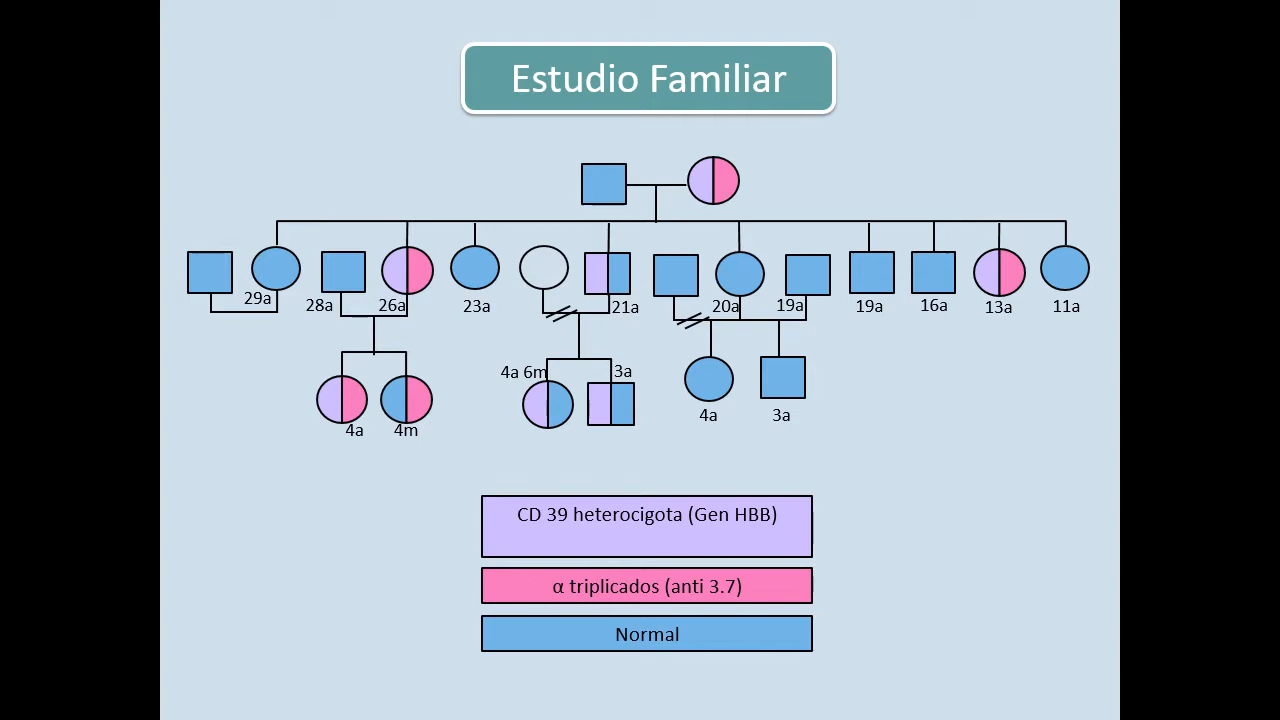 Estudio Familiar
29a
28a
26a
23a
21a
20a
19a
19a
16a
13a
11a
4a
4m
4a 6m
3a
4a
3a
CD 39 heterocigota (Gen HBB)
α triplicados (anti 3.7)
Normal